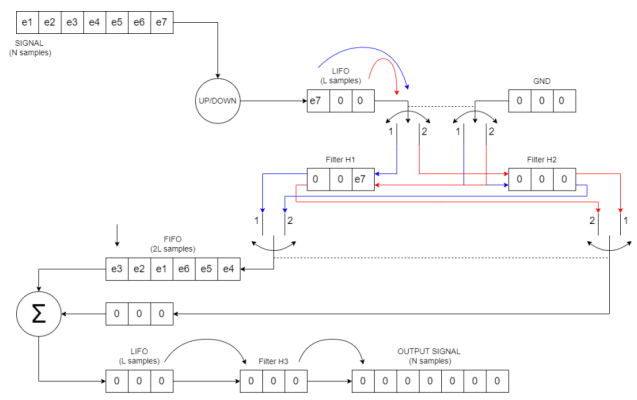 e1 e2 e3 e4 e5 e6 e7
SIGNAL
(N samples)
UP/DOWN
LIFO
(L samples)
e7 0 0
GND
0 0 0
1 2
1 2
Filter H1
0 0 e7
Filter H2
0 0 0
1 2
2 1
FIFO
(2L samples)
e3 e2 e1 e6 e5 e4
Σ
0 0 0
LIFO
(L samples)
0 0 0
Filter H3
0 0 0
OUTPUT SIGNAL
(N samples)
0 0 0 0 0 0 0